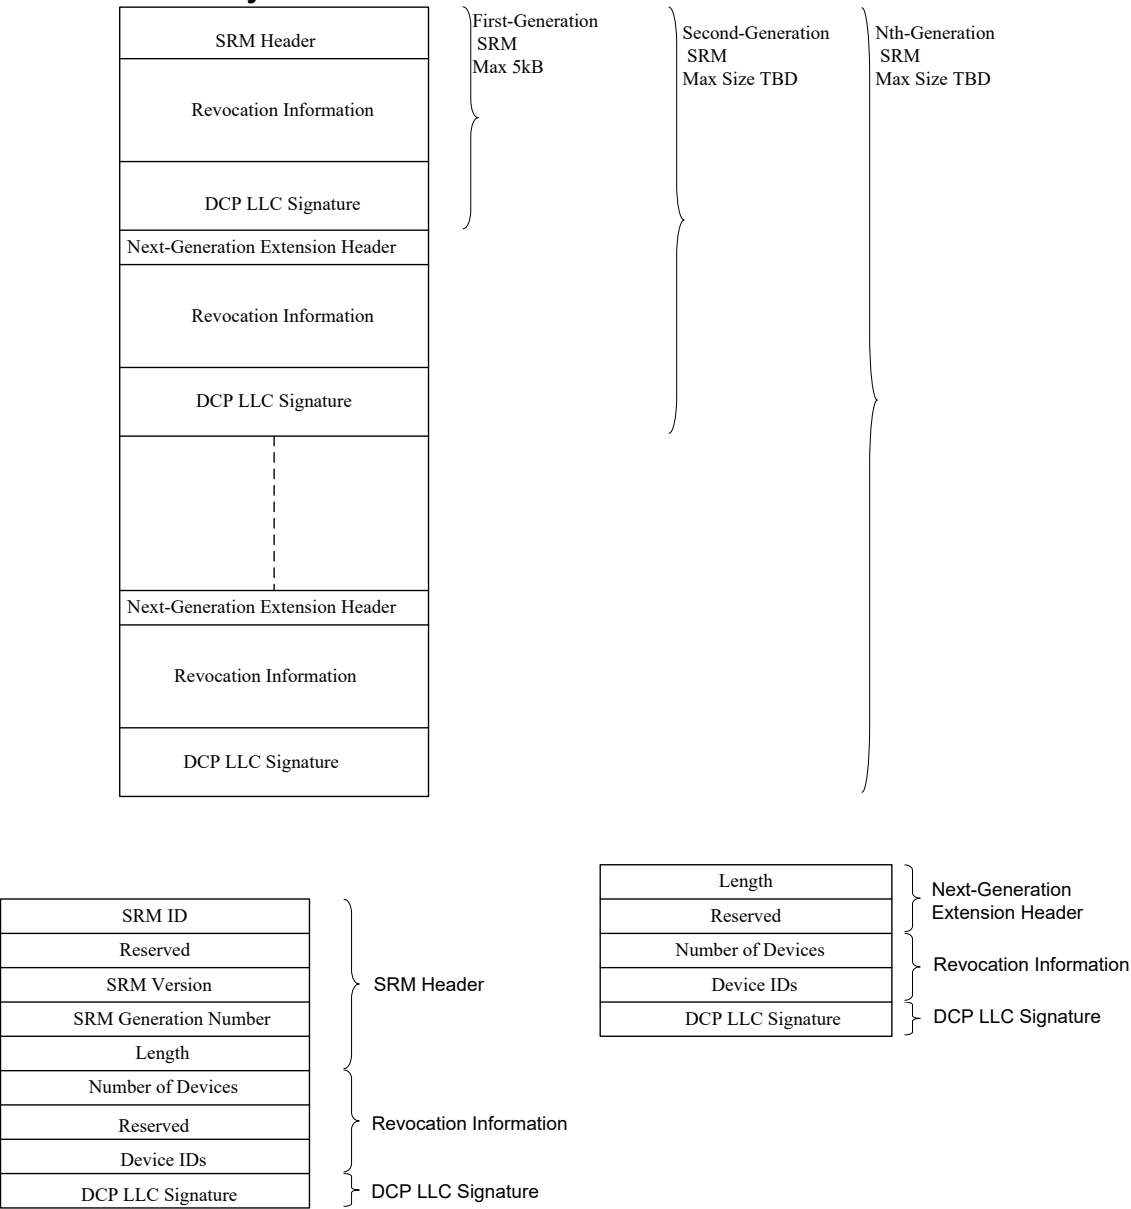 SRM Header
Revocation Information
DCP LLC Signature
Next-Generation Extension Header
Revocation Information
DCP LLC Signature
Next-Generation Extension Header
Revocation Information
DCP LLC Signature
First-Generation
SRM
Max 5kB
Second-Generation
SRM
Max Size TBD
Nth-Generation
SRM
Max Size TBD
SRM ID
Reserved
SRM Version
SRM Generation Number
Length
Number of Devices
Reserved
Device IDs
DCP LLC Signature
SRM Header
Revocation Information
DCP LLC Signature
Length
Reserved
Number of Devices
Device IDs
DCP LLC Signature
Next-Generation
Extension Header
Revocation Information
DCP LLC Signature